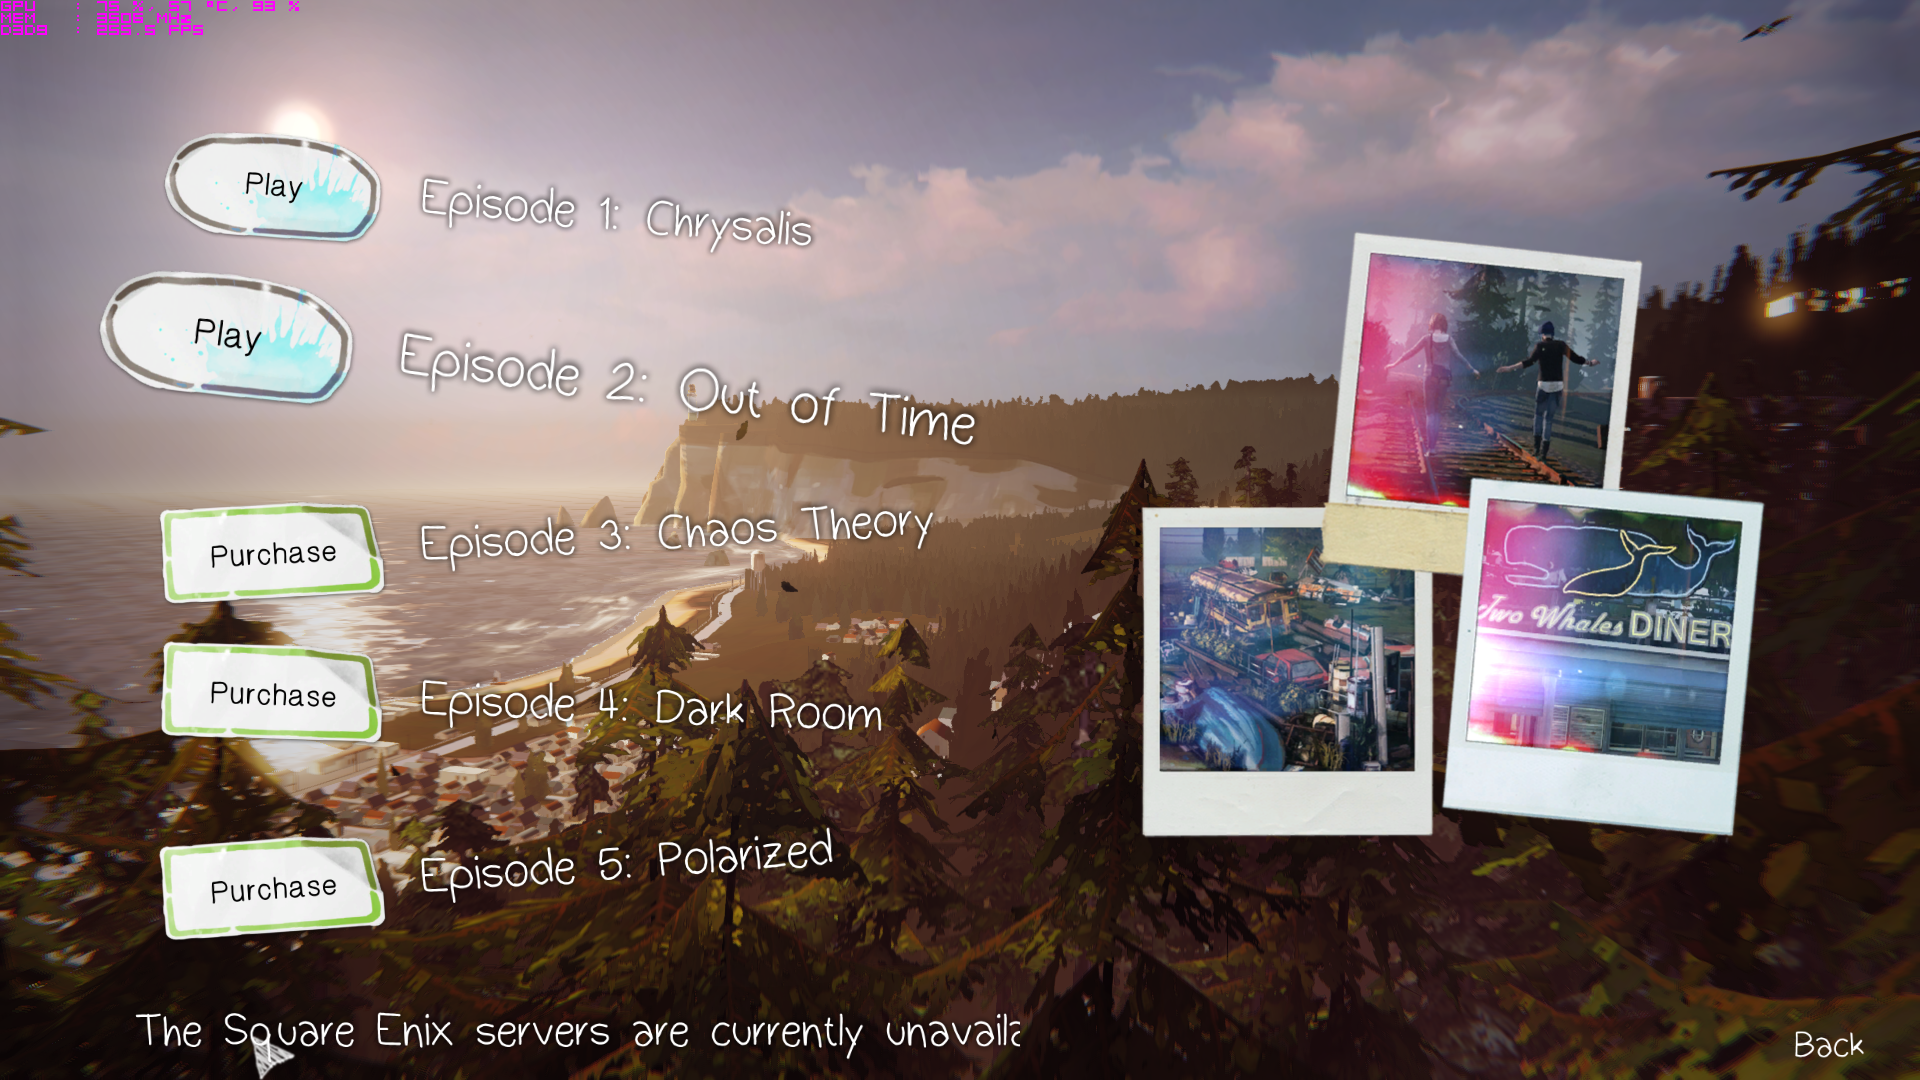 GPU : 75 %, 57 °C, 93 %
MEM : 3506 MHz
D3D9 : 255.5 FPS
Play
Episode 1: Chrysalis
Play
Episode 2: Out of Time
Purchase
Episode 3: Chaos Theory
Purchase
Episode 4: Dark Room
Purchase
Episode 5: Polarized
Two Whales DINER
The Square Enix servers are currently unavaila
Back